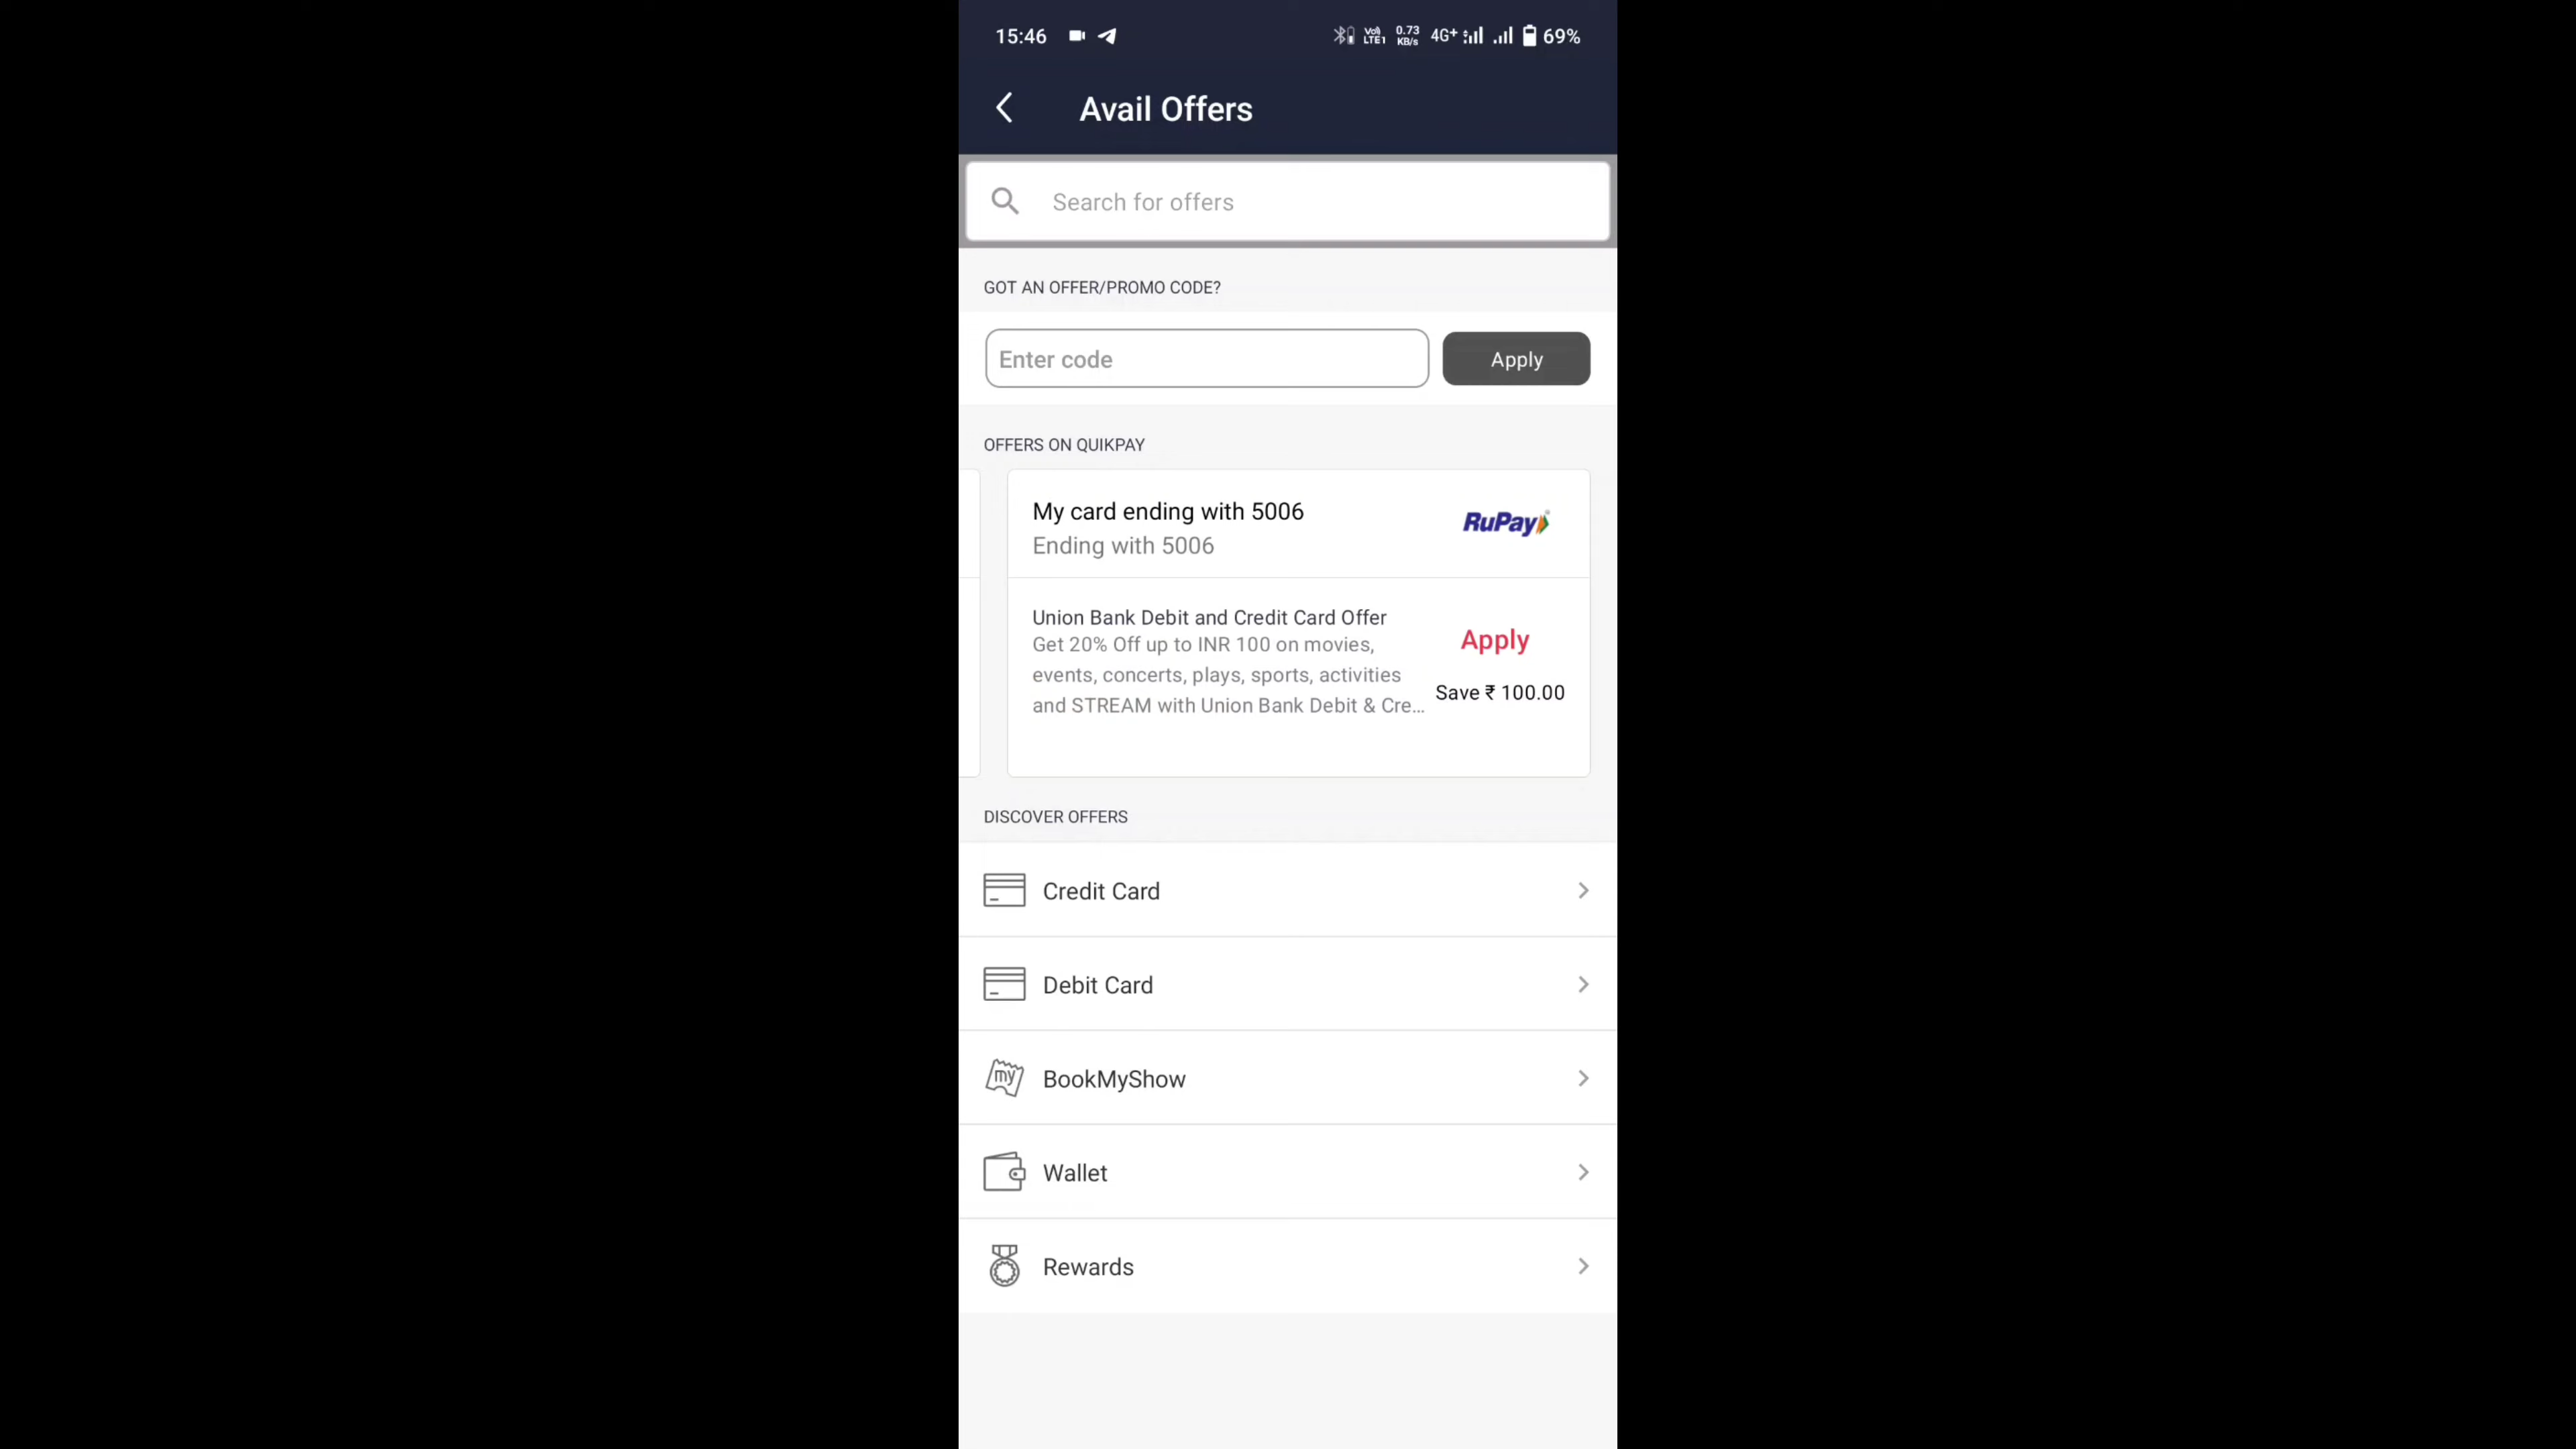 15:46
Vo) LTE1
0.73 KB/s
4G+
69%
Avail Offers
Search for offers
GOT AN OFFER/PROMO CODE?
Enter code
Apply
OFFERS ON QUIKPAY
My card ending with 5006
RuPay
Ending with 5006
Union Bank Debit and Credit Card Offer
Get 20% Off up to INR 100 on movies,
events, concerts, plays, sports, activities
and STREAM with Union Bank Debit & Cre...
Apply
Save ₹ 100.00
DISCOVER OFFERS
Credit Card
Debit Card
my
BookMyShow
Wallet
Rewards